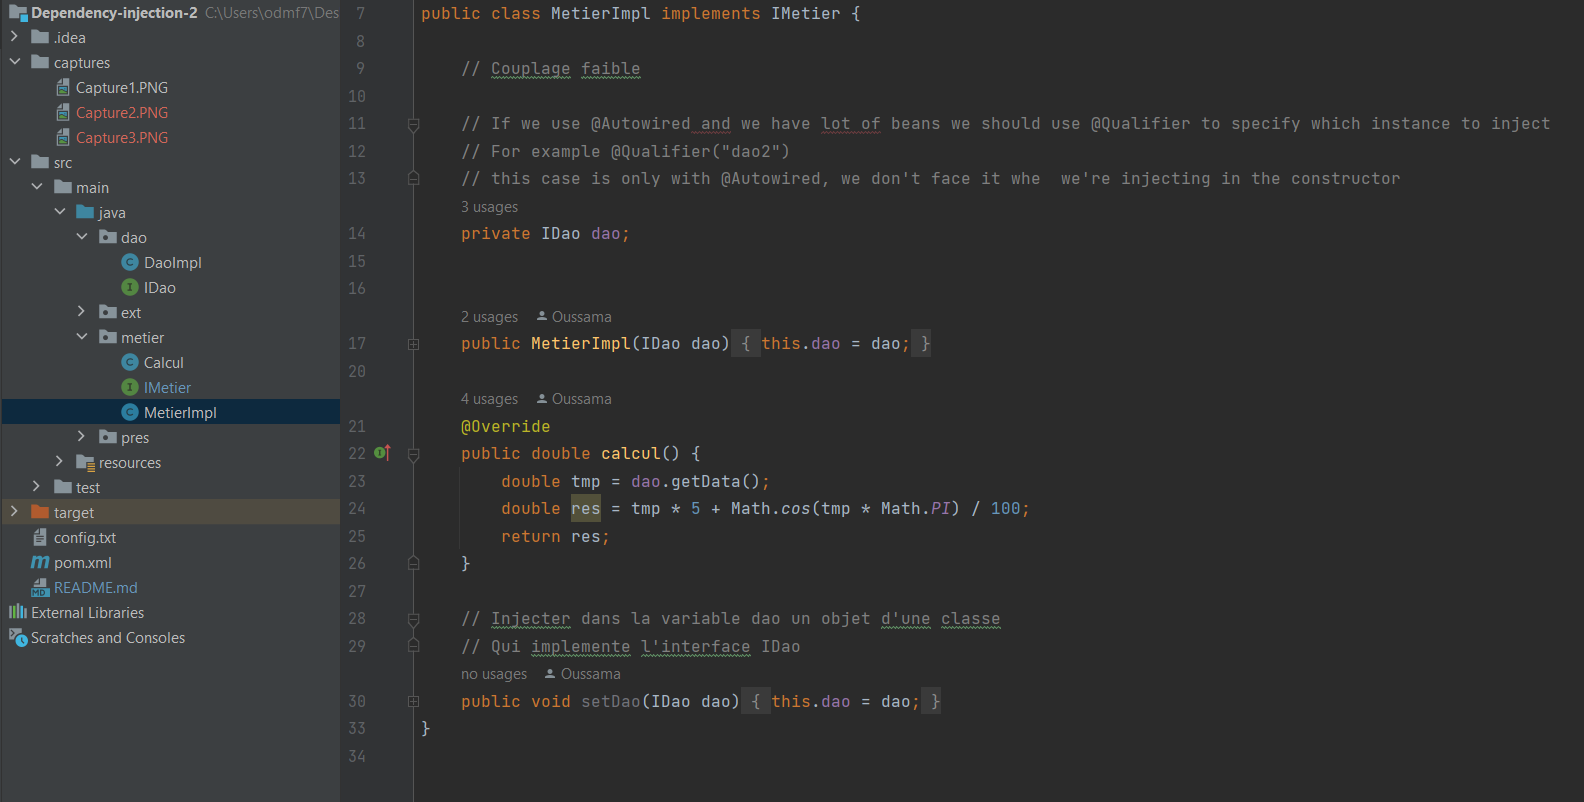 Dependency-injection-2 C:\Users\odmf7\Des
.idea
captures
Capture1.PNG
Capture2.PNG
Capture3.PNG
src
main
java
dao
DaoImpl
IDao
ext
metier
Calcul
IMetier
MetierImpl
pres
resources
test
target
config.txt
pom.xml
README.md
External Libraries
Scratches and Consoles
7 public class MetierImpl implements IMetier {
8
9 // Couplage faible
10
11 // If we use @Autowired and we have lot of beans we should use @Qualifier to specify which instance to inject
12 // For example @Qualifier("dao2")
13 // this case is only with @Autowired, we don't face it whe  we're injecting in the constructor
3 usages
14 private IDao dao;
15
16
2 usages Oussama
17 public MetierImpl(IDao dao) { this.dao = dao; }
20
4 usages Oussama
21 @Override
22 public double calcul() {
23 double tmp = dao.getData();
24 double res = tmp * 5 + Math.cos(tmp * Math.PI) / 100;
25 return res;
26 }
27
28 // Injecter dans la variable dao un objet d'une classe
29 // Qui implemente l'interface IDao
no usages Oussama
30 public void setDao(IDao dao) { this.dao = dao; }
33 }
34